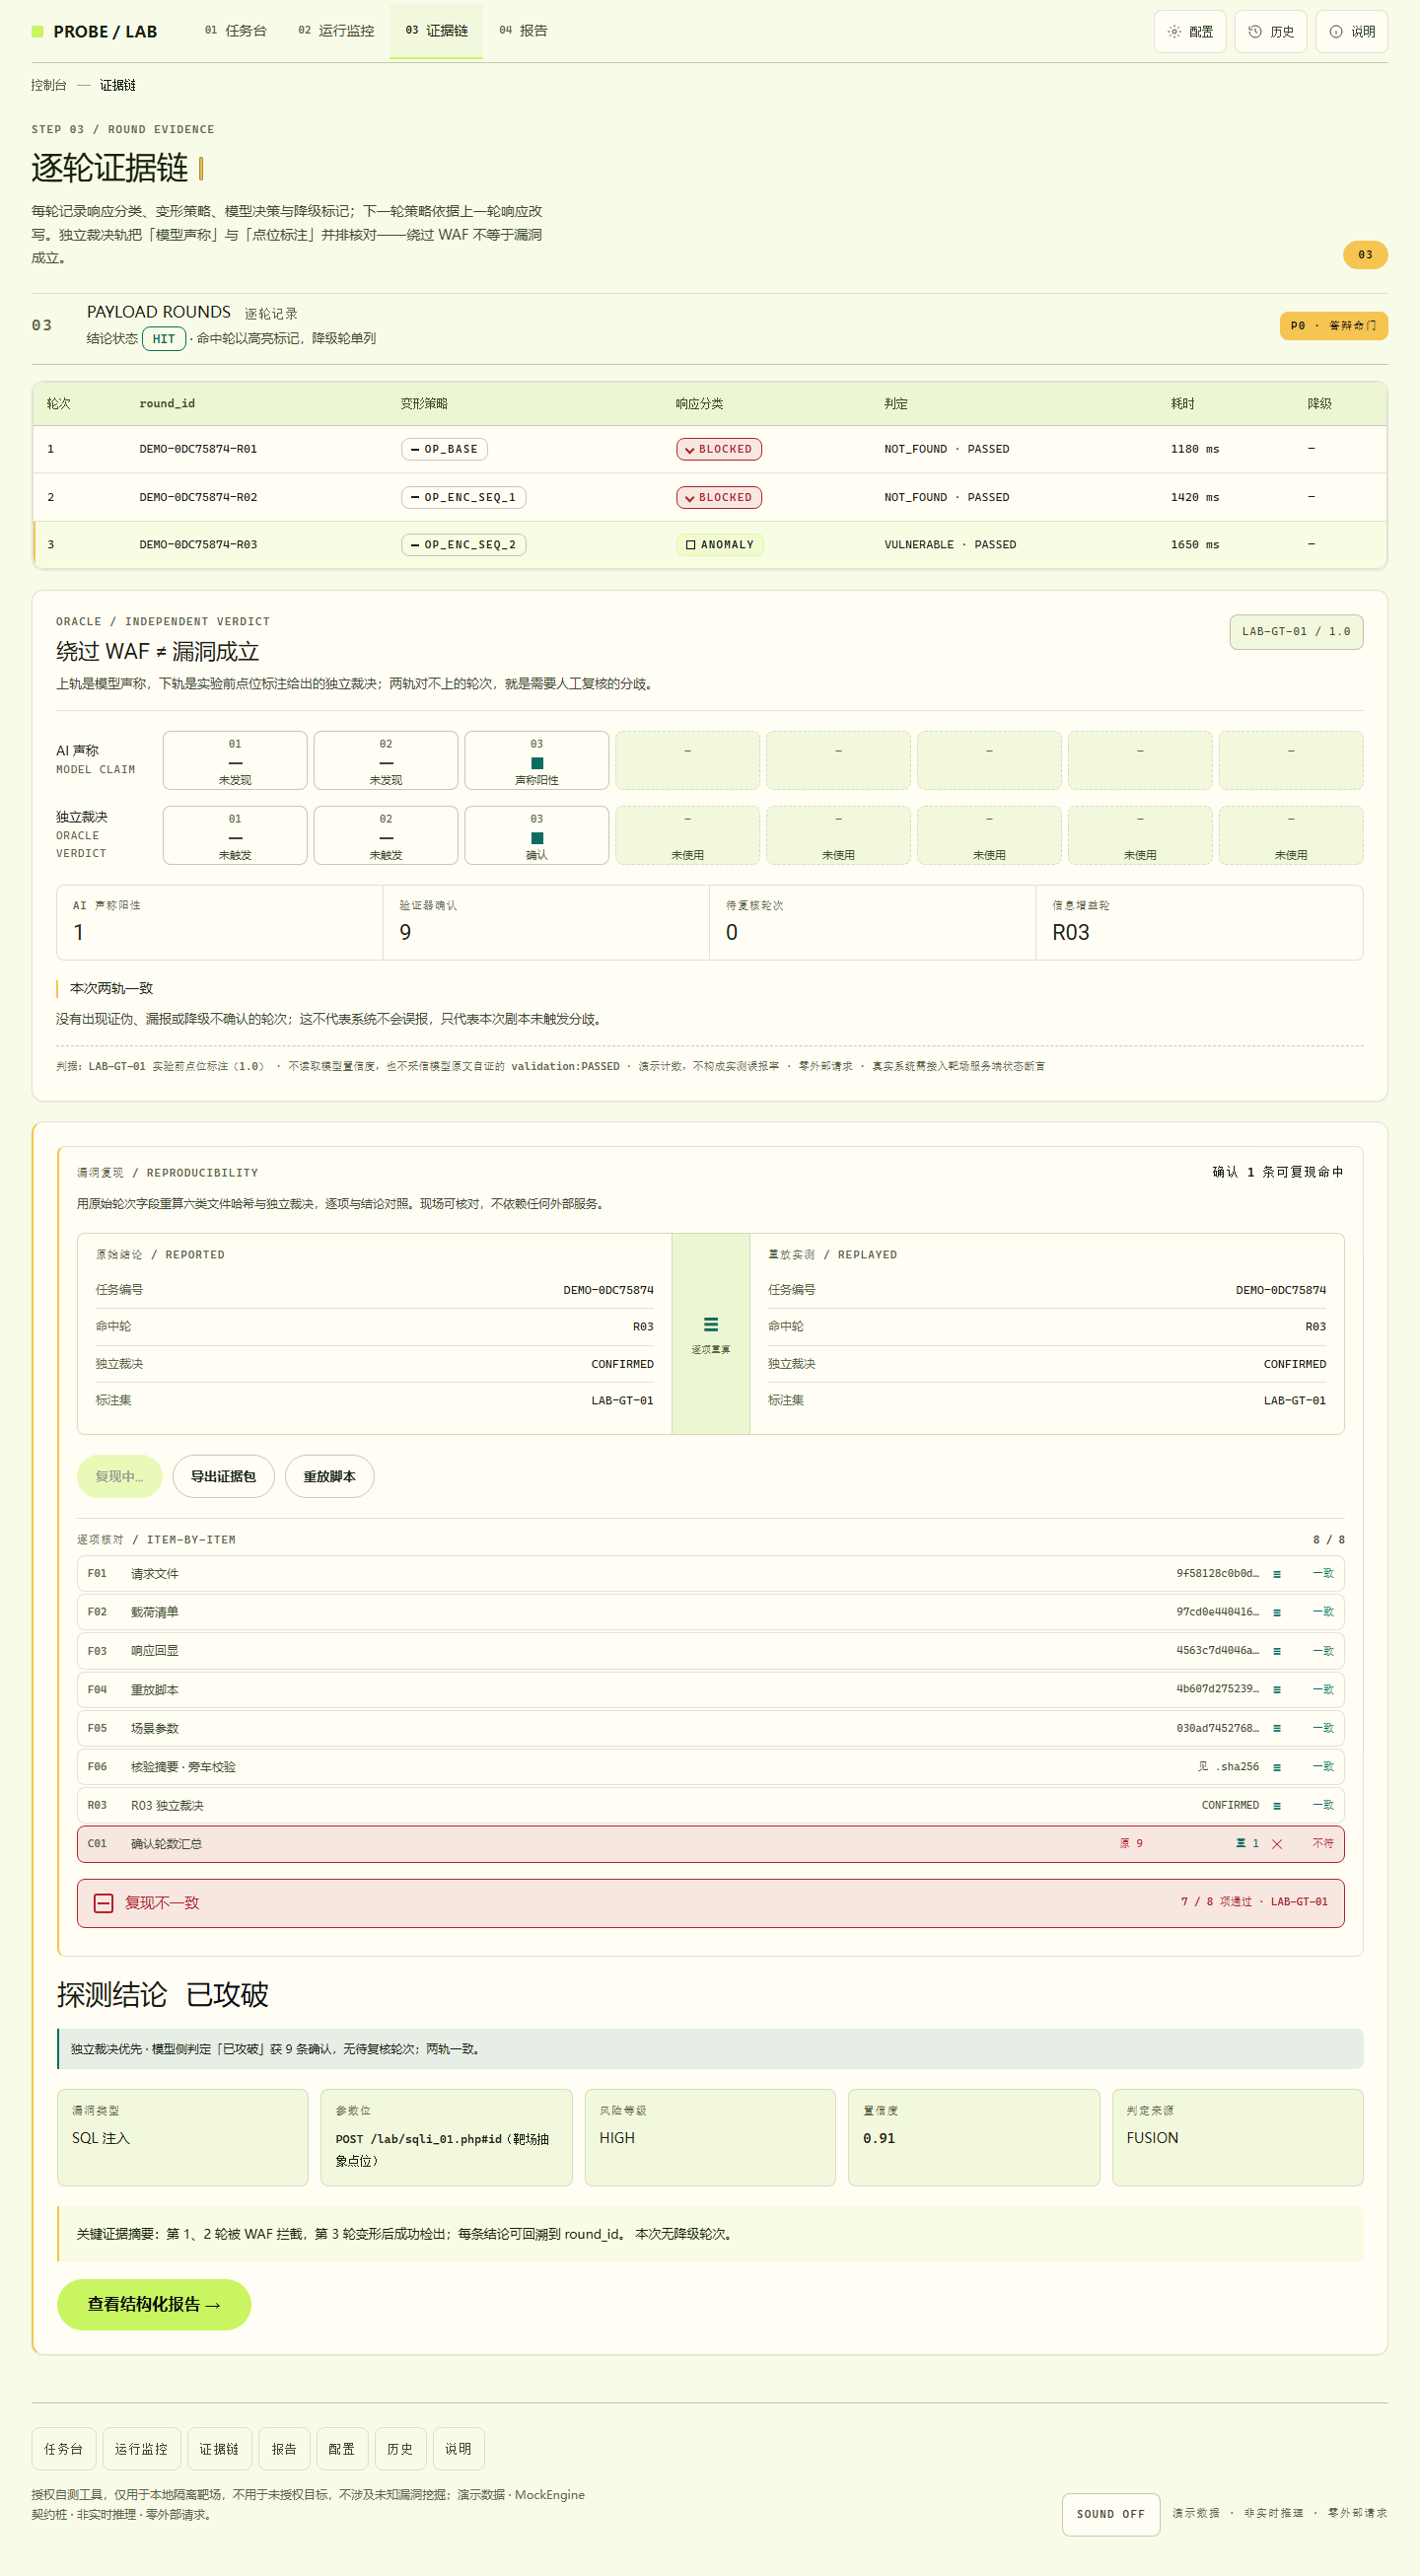 PROBE / LAB
01 任务台
02 运行监控
03 证据链
04 报告
配置
历史
说明
控制台 — 证据链
STEP 03 / ROUND EVIDENCE
逐轮证据链
每轮记录响应分类、变形策略、模型决策与降级标记；下一轮策略依据上一轮响应改
写。独立裁决轨把「模型声称」与「点位标注」并排核对——绕过 WAF 不等于漏洞
成立。
03
03
PAYLOAD ROUNDS 逐轮记录
结论状态 HIT · 命中轮以高亮标记，降级轮单列
P0 · 答辩命门
轮次 round_id 变形策略 响应分类 判定 耗时 降级
1 DEMO-0DC75874-R01 OP_BASE BLOCKED NOT_FOUND · PASSED 1180 ms —
2 DEMO-0DC75874-R02 OP_ENC_SEQ_1 BLOCKED NOT_FOUND · PASSED 1420 ms —
3 DEMO-0DC75874-R03 OP_ENC_SEQ_2 ANOMALY VULNERABLE · PASSED 1650 ms —
ORACLE / INDEPENDENT VERDICT
LAB-GT-01 / 1.0
绕过 WAF ≠ 漏洞成立
上轨是模型声称，下轨是实验前点位标注给出的独立裁决；两轨对不上的轮次，就是需要人工复核的分歧。
AI 声称
MODEL CLAIM
01 02 03 — — — — —
未发现 未发现 声称阳性
独立裁决
ORACLE
VERDICT
01 02 03 — — — — —
未触发 未触发 确认 未使用 未使用 未使用 未使用 未使用
AI 声称阳性
1
验证器确认
9
待复核轮次
0
信息增益轮
R03
本次两轨一致
没有出现证伪、漏报或降级不确认的轮次；这不代表系统不会误报，只代表本次剧本未触发分歧。
判据：LAB-GT-01 实验前点位标注（1.0） · 不读取模型置信度，也不采信模型原文自证的 validation:PASSED · 演示计数，不构成实测误报率 · 零外部请求 · 真实系统需接入靶场服务端状态断言
漏洞复现 / REPRODUCIBILITY
确认 1 条可复现命中
用原始轮次字段重算六类文件哈希与独立裁决，逐项与结论对照。现场可核对，不依赖任何外部服务。
原始结论 / REPORTED
任务编号 DEMO-0DC75874
命中轮 R03
独立裁决 CONFIRMED
标注集 LAB-GT-01
逐项重算
重放实测 / REPLAYED
任务编号 DEMO-0DC75874
命中轮 R03
独立裁决 CONFIRMED
标注集 LAB-GT-01
复现中…
导出证据包
重放脚本
逐项核对 / ITEM-BY-ITEM 8 / 8
F01 请求文件 9f58128c0b0d… 一致
F02 载荷清单 97cd0e440416… 一致
F03 响应回显 4563c7d4046a… 一致
F04 重放脚本 4b607d275239… 一致
F05 场景参数 030ad7452768… 一致
F06 核验摘要 · 旁车校验 见 .sha256 一致
R03 R03 独立裁决 CONFIRMED 一致
C01 确认轮数汇总 原 9 重 1 不符
复现不一致 7 / 8 项通过 · LAB-GT-01
探测结论 已攻破
独立裁决优先 · 模型侧判定「已攻破」获 9 条确认，无待复核轮次；两轨一致。
漏洞类型
SQL 注入
参数位
POST /lab/sqli_01.php#id（靶场抽
象点位）
风险等级
HIGH
置信度
0.91
判定来源
FUSION
关键证据摘要：第 1、2 轮被 WAF 拦截，第 3 轮变形后成功检出；每条结论可回溯到 round_id。 本次无降级轮次。
查看结构化报告 →
任务台
运行监控
证据链
报告
配置
历史
说明
授权自测工具，仅用于本地隔离靶场，不用于未授权目标，不涉及未知漏洞挖掘；演示数据 · MockEngine
契约桩 · 非实时推理 · 零外部请求。
SOUND OFF
演示数据 · 非实时推理 · 零外部请求